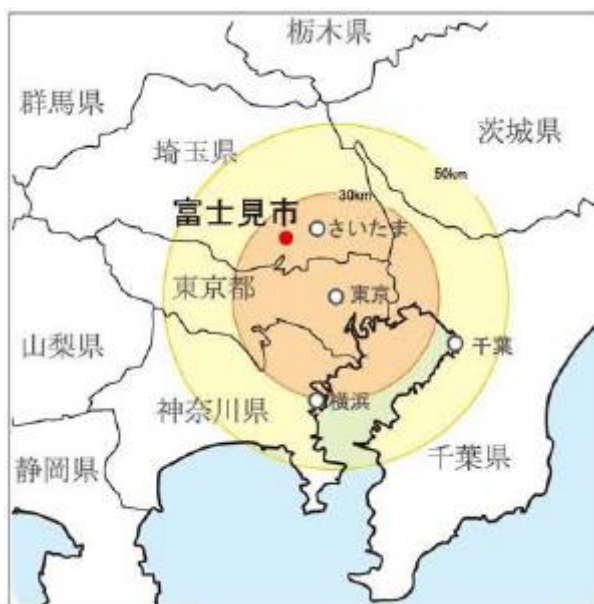 栃木県
群馬県
茨城県
埼玉県
50km
30km
富士見市
さいたま
東京都
東京
山梨県
千葉
横浜
神奈川県
千葉県
静岡県